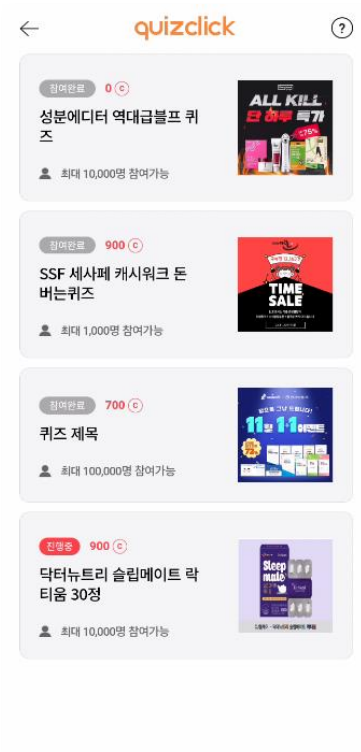 quizclick
?
참여완료 0 c
성분에디터 역대급블프 퀴
즈
최대 10,000명 참여가능
ALL KILL
단 하루 특가
75%
참여완료 900 c
SSF 세사페 캐시워크 돈
버는퀴즈
최대 1,000명 참여가능
TIME
SALE
참여완료 700 c
퀴즈 제목
최대 100,000명 참여가능
11월 1+1 이벤트
진행중 900 c
닥터뉴트리 슬립메이트 락
티움 30정
최대 10,000명 참여가능
Sleep
mate